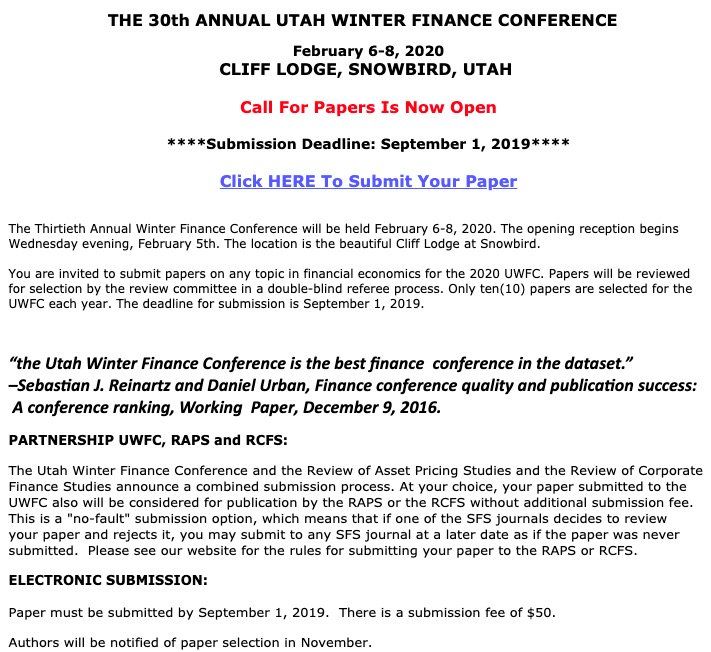 THE 30th ANNUAL UTAH WINTER FINANCE CONFERENCE
February 6-8, 2020
CLIFF LODGE, SNOWBIRD, UTAH
Call For Papers Is Now Open
****Submission Deadline: September 1, 2019****
Click HERE To Submit Your Paper
The Thirtieth Annual Winter Finance Conference will be held February 6-8, 2020. The opening reception begins
Wednesday evening, February 5th. The location is the beautiful Cliff Lodge at Snowbird.
You are invited to submit papers on any topic in financial economics for the 2020 UWFC. Papers will be reviewed
for selection by the review committee in a double-blind referee process. Only ten(10) papers are selected for the
UWFC each year. The deadline for submission is September 1, 2019.
“the Utah Winter Finance Conference is the best finance conference in the dataset.”
–Sebastian J. Reinartz and Daniel Urban, Finance conference quality and publication success:
A conference ranking, Working Paper, December 9, 2016.
PARTNERSHIP UWFC, RAPS and RCFS:
The Utah Winter Finance Conference and the Review of Asset Pricing Studies and the Review of Corporate
Finance Studies announce a combined submission process. At your choice, your paper submitted to the
UWFC also will be considered for publication by the RAPS or the RCFS without additional submission fee.
This is a "no-fault" submission option, which means that if one of the SFS journals decides to review
your paper and rejects it, you may submit to any SFS journal at a later date as if the paper was never
submitted. Please see our website for the rules for submitting your paper to the RAPS or RCFS.
ELECTRONIC SUBMISSION:
Paper must be submitted by September 1, 2019. There is a submission fee of $50.
Authors will be notified of paper selection in November.